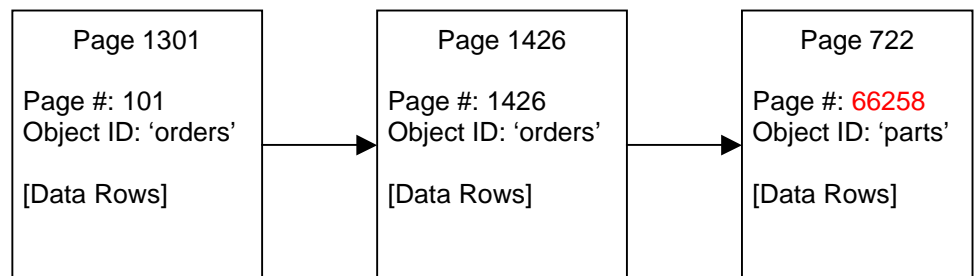 Page 1301
Page #: 101
Object ID: ‘orders’
[Data Rows]
Page 1426
Page #: 1426
Object ID: ‘orders’
[Data Rows]
Page 722
Page #: 66258
Object ID: ‘parts’
[Data Rows]